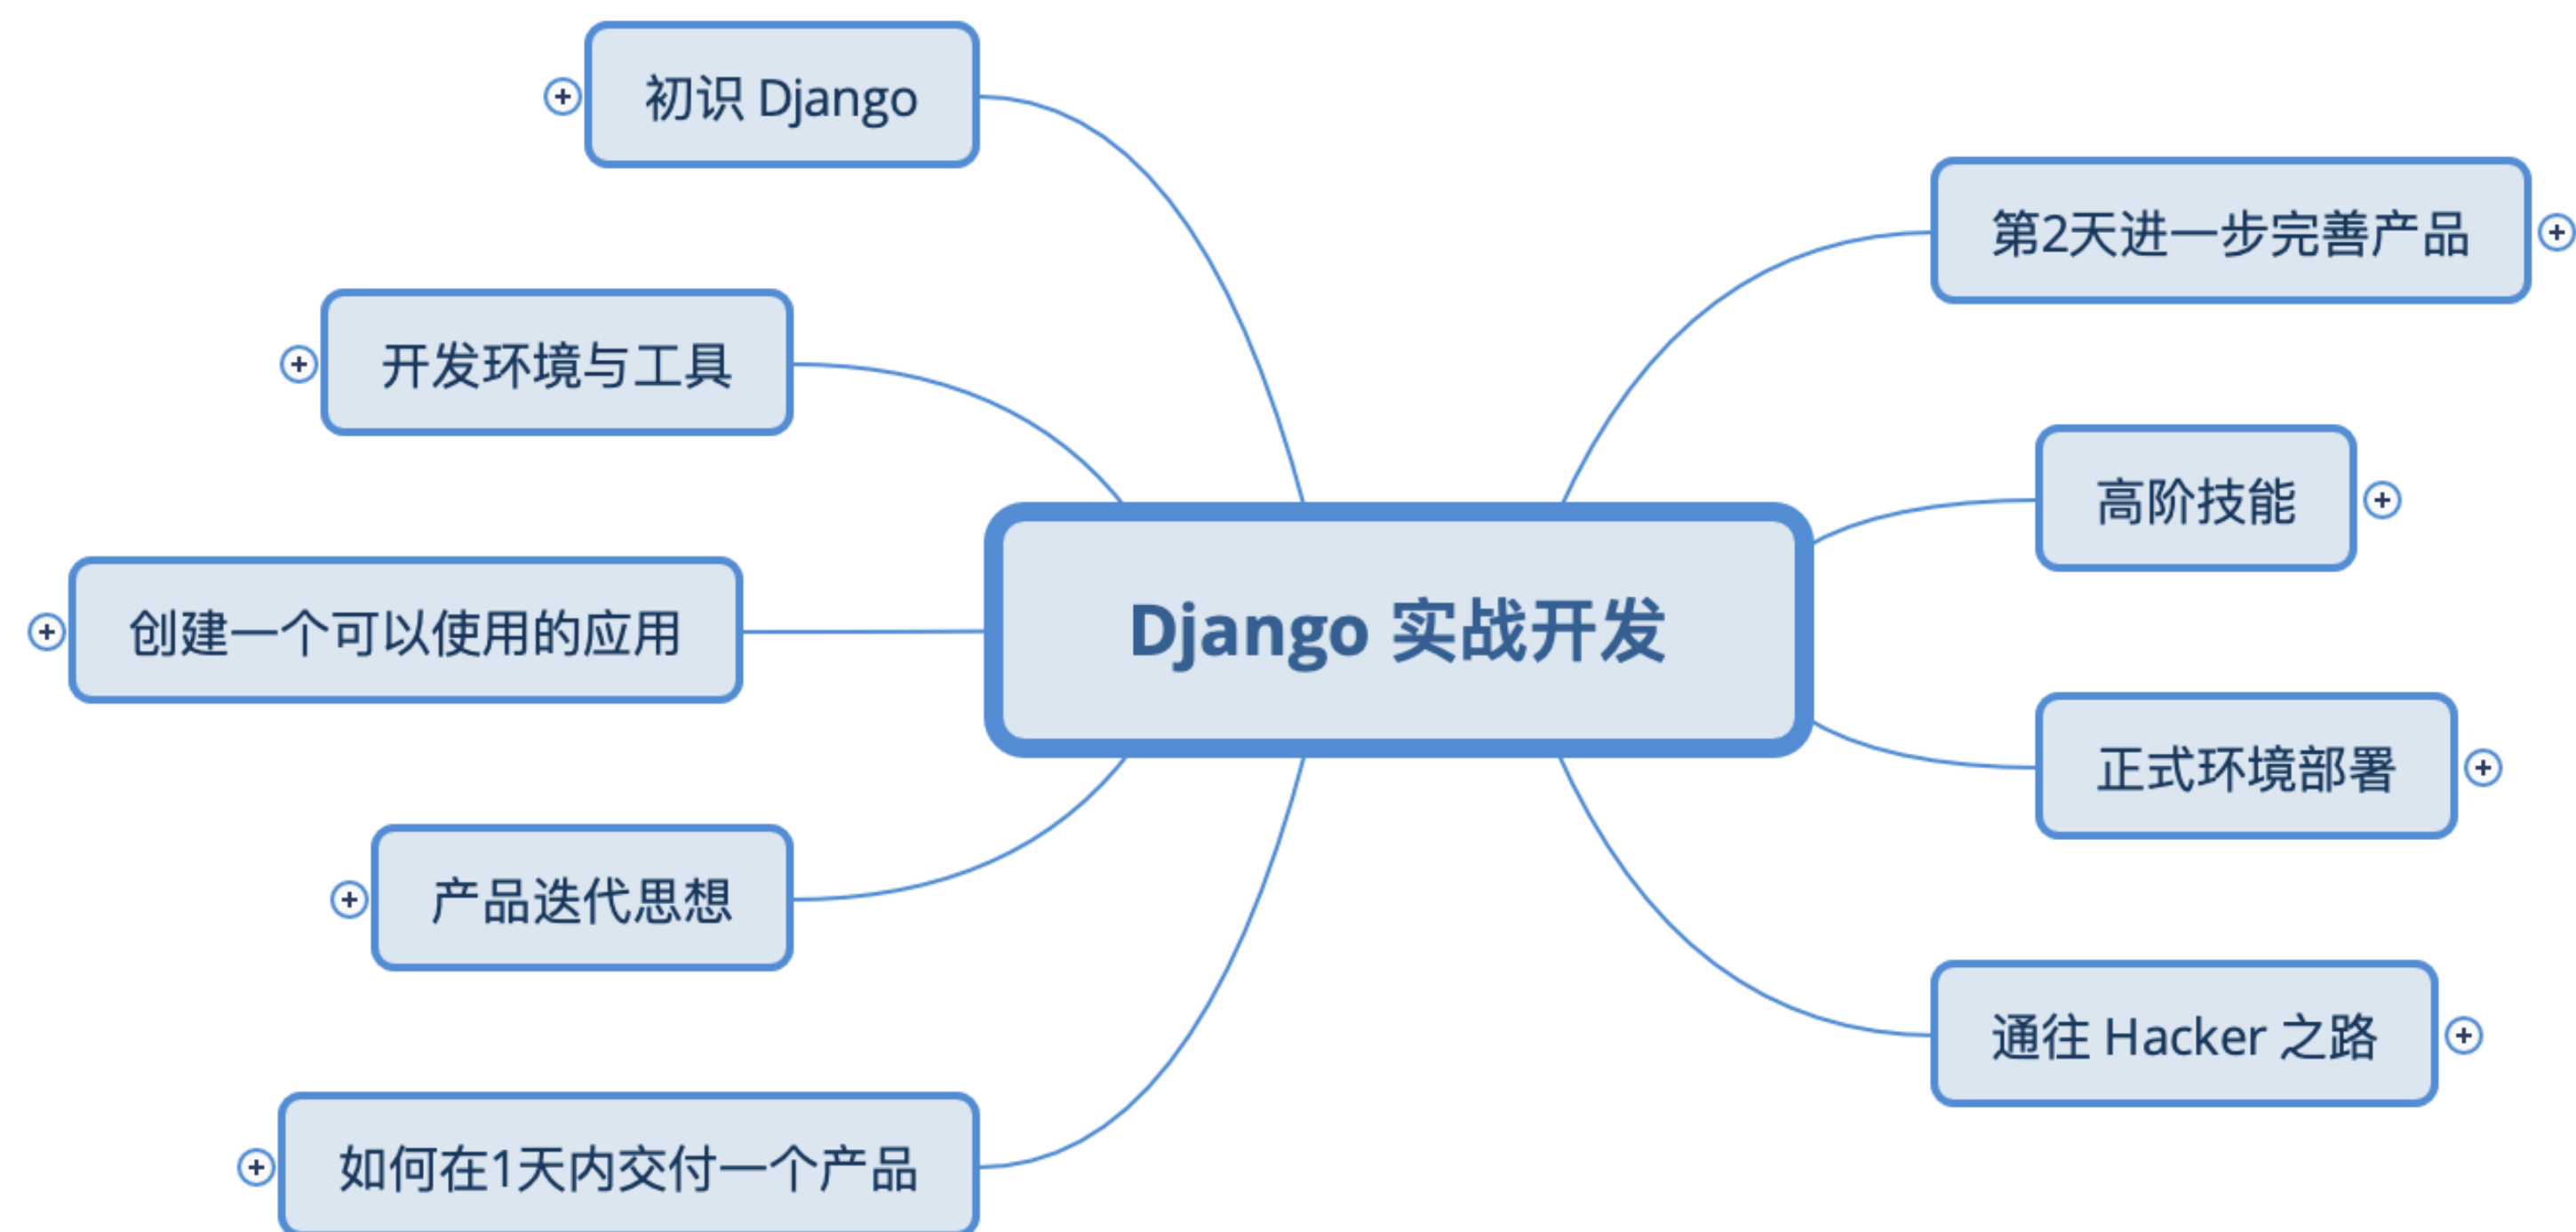 初识 Django
第2天进一步完善产品
开发环境与工具
高阶技能
创建一个可以使用的应用
Django 实战开发
正式环境部署
产品迭代思想
通往 Hacker 之路
如何在1天内交付一个产品